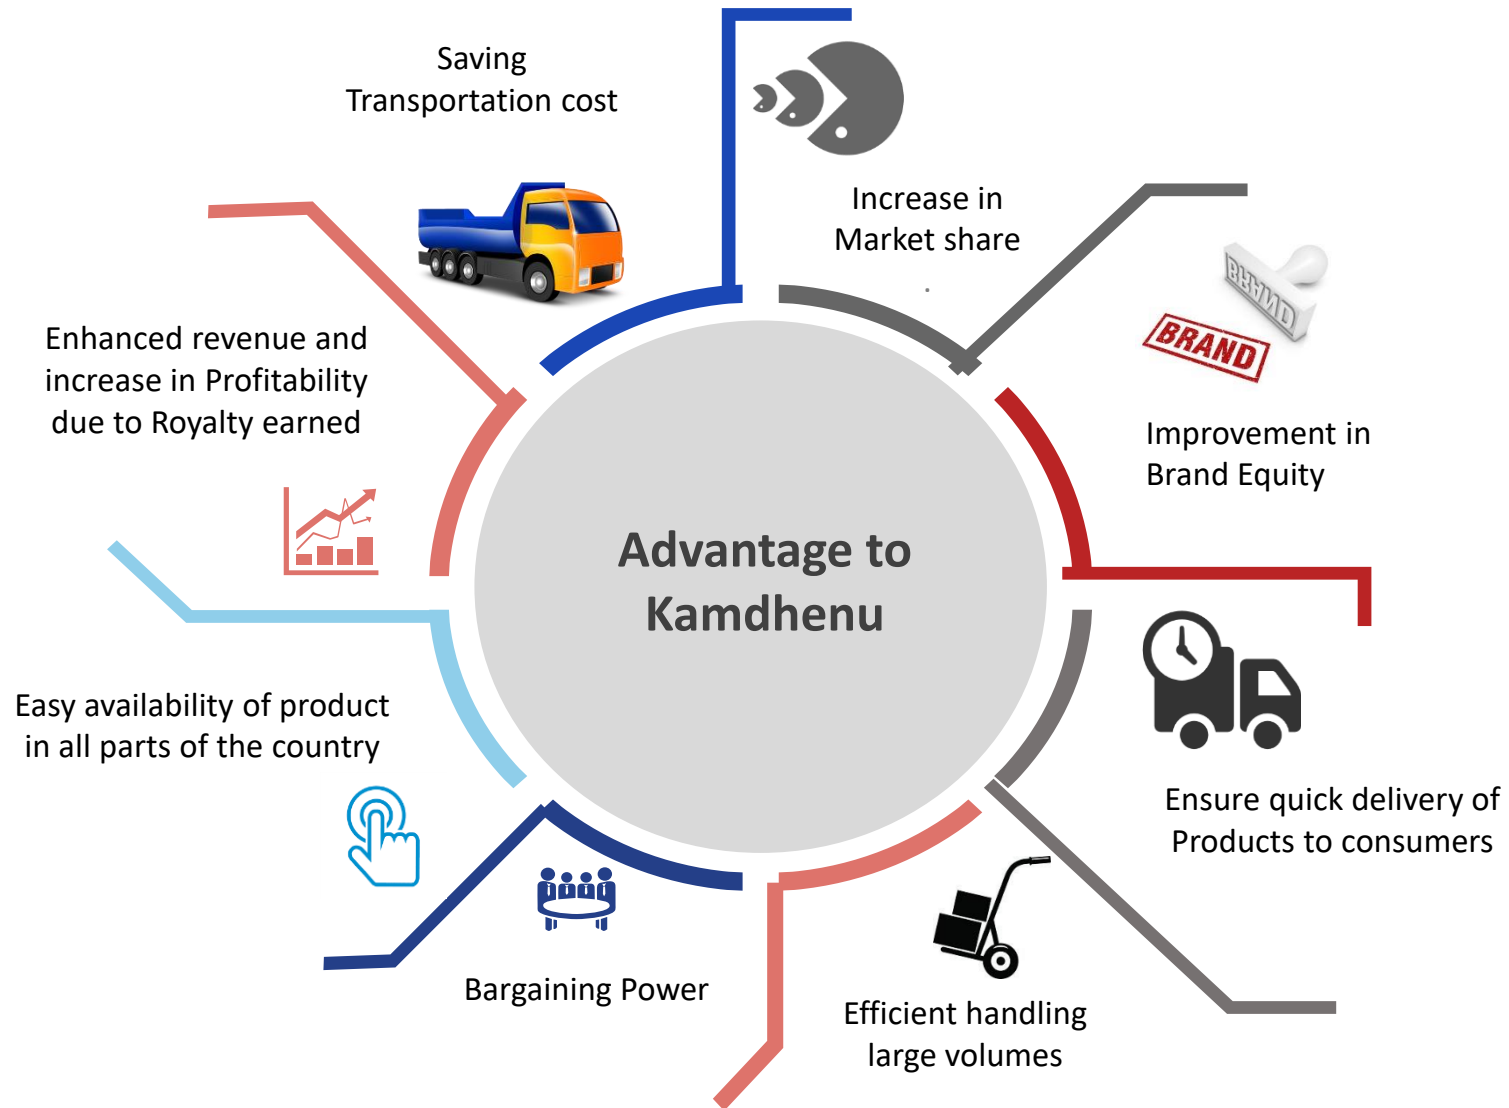 Saving
Transportation cost
Increase in
Market share
.
BRAND
BRAND
Improvement in
Brand Equity
Enhanced revenue and
increase in Profitability
due to Royalty earned
Advantage to
Kamdhenu
Easy availability of product
in all parts of the country
Ensure quick delivery of
Products to consumers
Bargaining Power
Efficient handling
large volumes